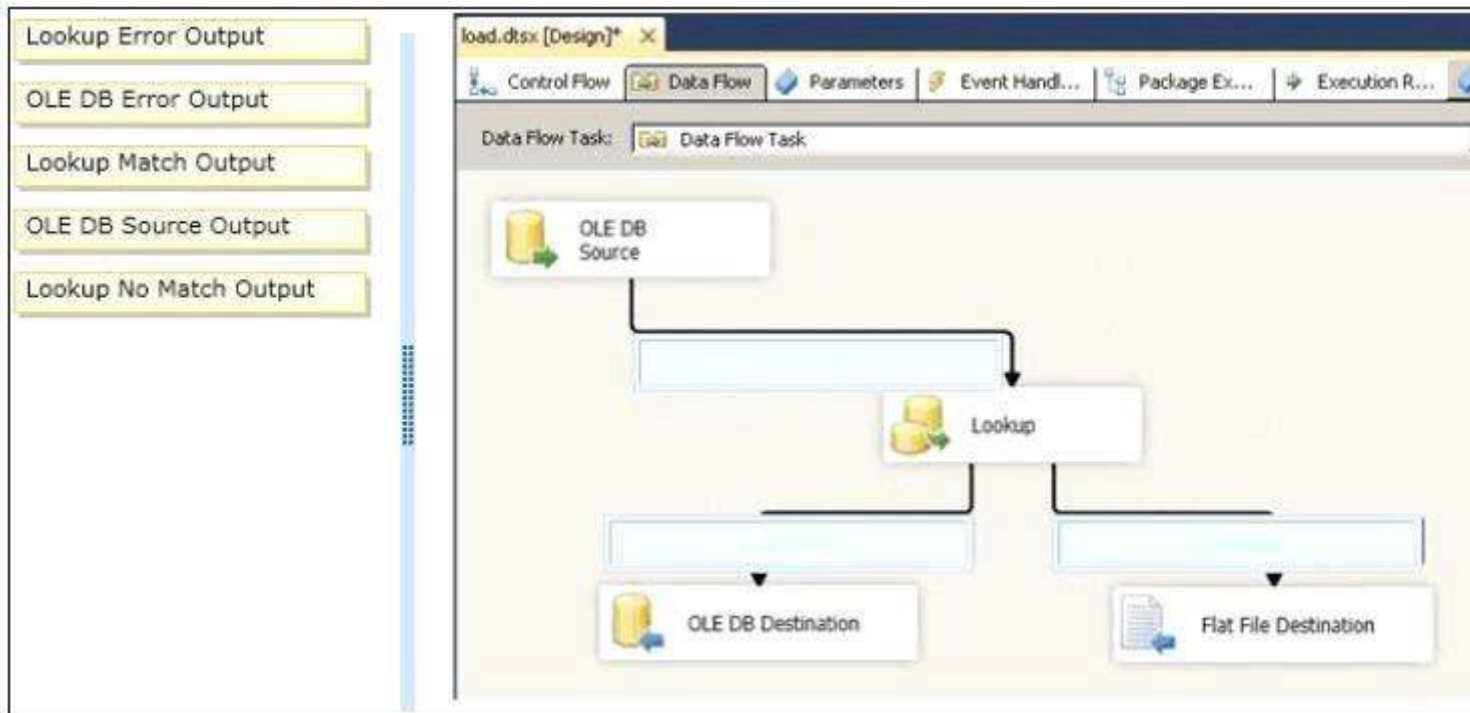 Lookup Error Output
OLE DB Error Output
Lookup Match Output
OLE DB Source Output
Lookup No Match Output
load.dtsx [Design]*
Control Flow
Data Flow
Parameters
Event Handl...
Package Ex...
Execution R...
Data Flow Task:
Data Flow Task
OLE DB
Source
Lookup
OLE DB Destination
Flat File Destination